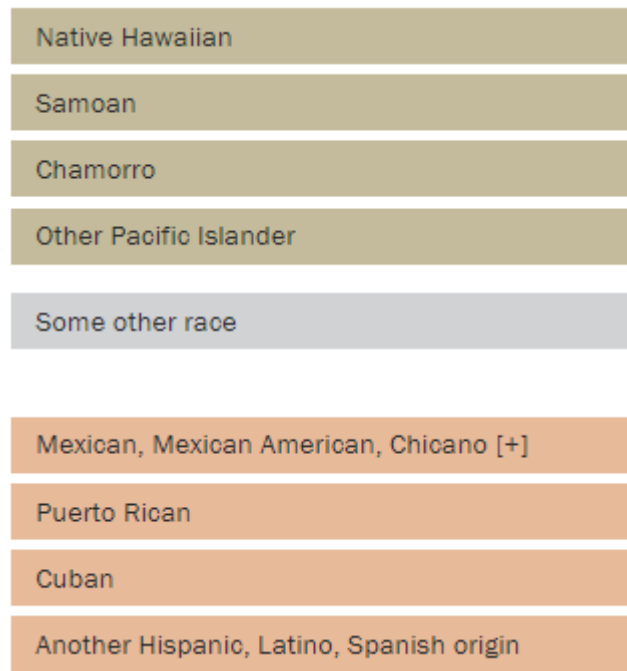 Native Hawaiian
Samoan
Chamorro
Other Pacific Islander
Some other race
Mexican, Mexican American, Chicano [+]
Puerto Rican
Cuban
Another Hispanic, Latino, Spanish origin